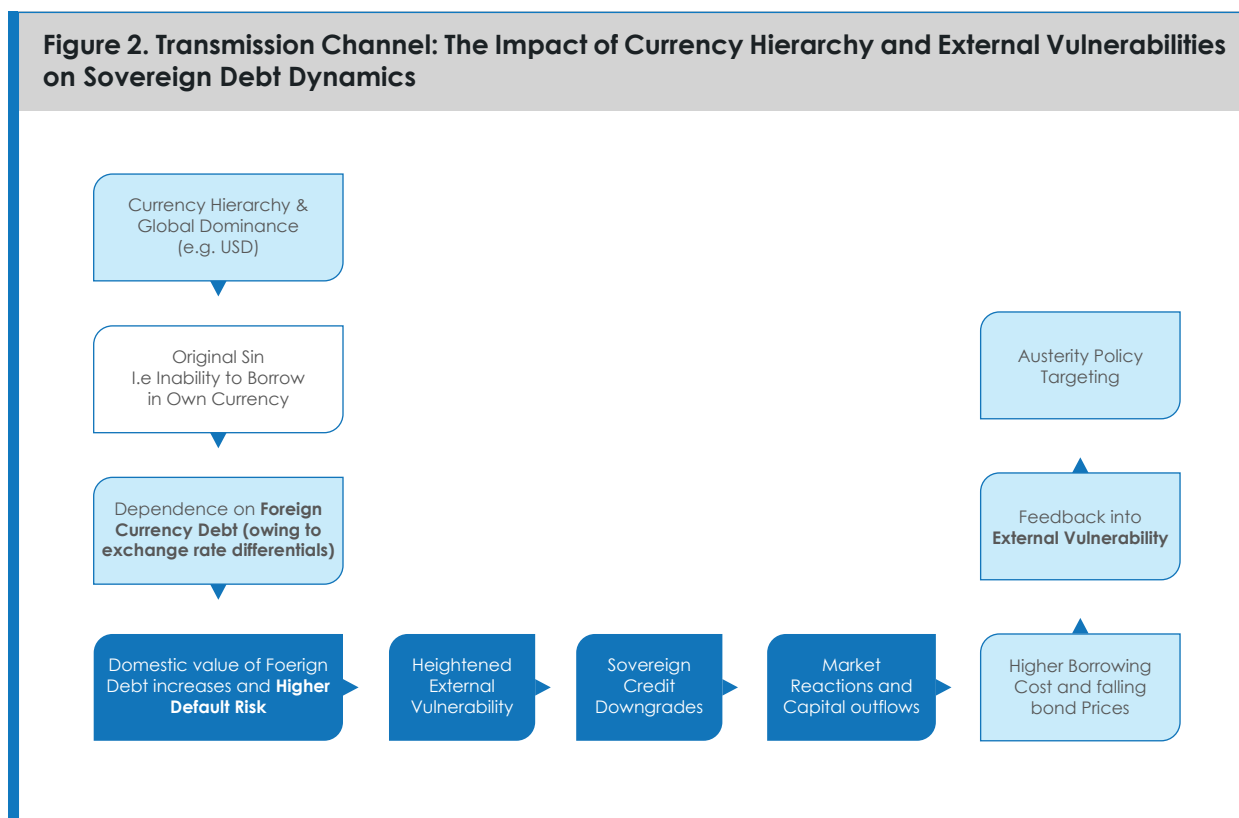 Figure 2. Transmission Channel: The Impact of Currency Hierarchy and External Vulnerabilities
on Sovereign Debt Dynamics
Currency Hierarchy &
Global Dominance
(e.g. USD)
Original Sin
I.e Inability to Borrow
in Own Currency
Dependence on Foreign
Currency Debt (owing to
exchange rate differentials)
Domestic value of Foerign
Debt increases and Higher
Default Risk
Heightened
External
Vulnerability
Sovereign
Credit
Downgrades
Market
Reactions and
Capital outflows
Higher Borrowing
Cost and falling
bond Prices
Feedback into
External Vulnerability
Austerity Policy
Targeting